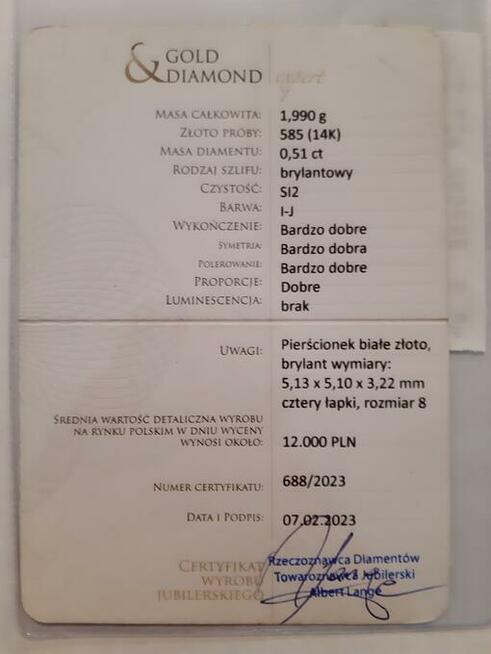 & GOLD
DIAMOND expert
MASA CAŁKOWITA: 1,990 g
ZŁOTO PRÓBY: 585 (14K)
MASA DIAMENTU: 0,51 ct
RODZAJ SZLIFU: brylantowy
CZYSTOŚĆ: SI2
BARWA: I-J
WYKOŃCZENIE: Bardzo dobre
SYMETRIA: Bardzo dobra
POLEROWANIE: Bardzo dobre
PROPORCJE: Dobre
LUMINESCENCJA: brak
UWAGI: Pierścionek białe złoto,
brylant wymiary:
5,13 x 5,10 x 3,22 mm
cztery łapki, rozmiar 8
ŚREDNIA WARTOŚĆ DETALICZNA WYROBU
NA RYNKU POLSKIM W DNIU WYCENY
WYNOSI OKOŁO: 12.000 PLN
NUMER CERTYFIKATU: 688/2023
DATA I PODPIS: 07.02.2023
Rzeczoznawca Diamentów
Towaroznawca Jubilerski
Albert Lange
CERTYFIKAT
WYROBU
JUBILERSKIEGO